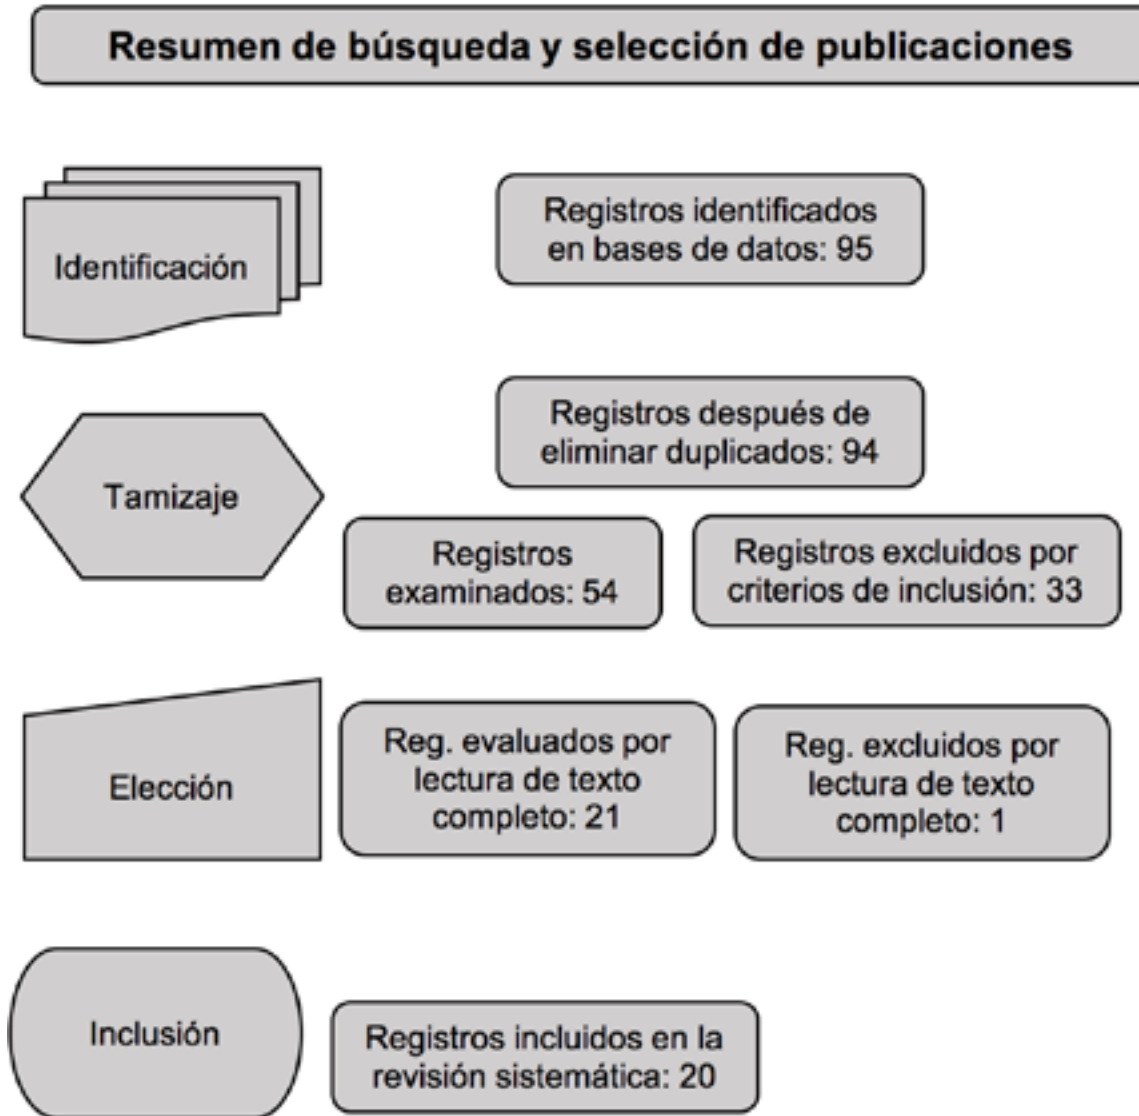 Resumen de búsqueda y selección de publicaciones
Identificación
Registros identificados
en bases de datos: 95
Registros después de
eliminar duplicados: 94
Tamizaje
Registros
examinados: 54
Registros excluidos por
criterios de inclusión: 33
Elección
Reg. evaluados por
lectura de texto
completo: 21
Reg. excluidos por
lectura de texto
completo: 1
Inclusión
Registros incluidos en la
revisión sistemática: 20